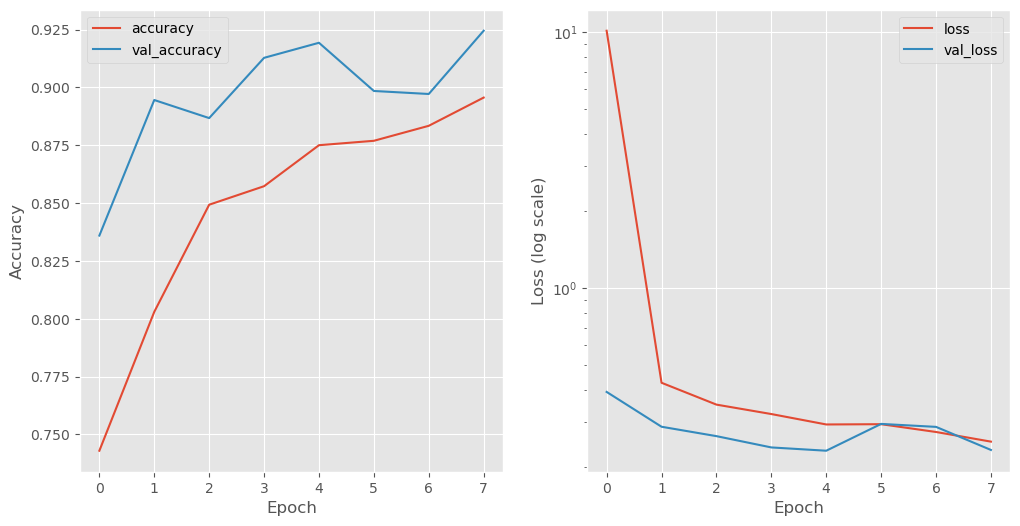 accuracy
val_accuracy
0.925
0.900
0.875
0.850
0.825
0.800
0.775
0.750
Accuracy
0 1 2 3 4 5 6 7
Epoch
loss
val_loss
10¹
10⁰
Loss (log scale)
0 1 2 3 4 5 6 7
Epoch